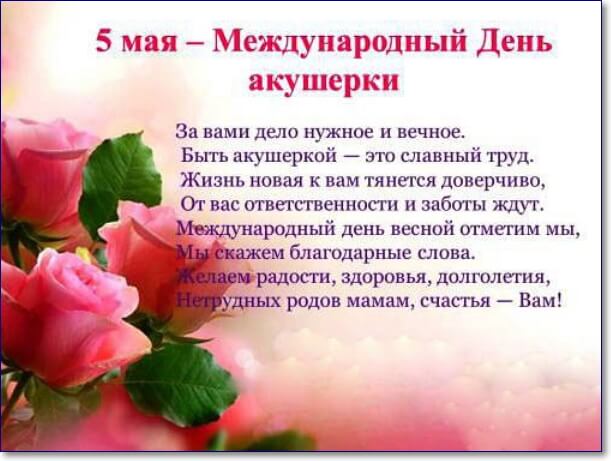 5 мая – Международный День
акушерки
За вами дело нужное и вечное.
Быть акушеркой — это славный труд.
Жизнь новая к вам тянется доверчиво,
От вас ответственности и заботы ждут.
Международный день весной отметим мы,
Мы скажем благодарные слова.
Желаем радости, здоровья, долголетия,
Нетрудных родов мамам, счастья — Вам!